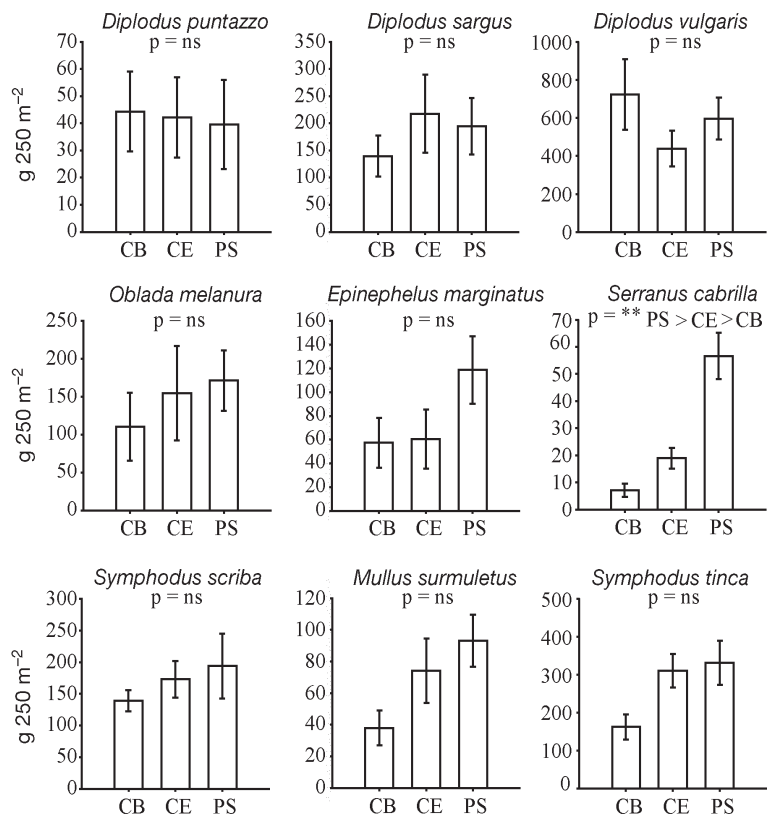 Diplodus puntazzo
p = ns
g 250 m⁻²
70
60
50
40
30
20
10
0
CB CE PS
Diplodus sargus
p = ns
350
300
250
200
150
100
50
0
CB CE PS
Diplodus vulgaris
p = ns
1000
800
600
400
200
0
CB CE PS
Oblada melanura
p = ns
g 250 m⁻²
250
200
150
100
50
0
CB CE PS
Epinephelus marginatus
p = ns
160
140
120
100
80
60
40
20
0
CB CE PS
Serranus cabrilla
p = ** PS > CE > CB
70
60
50
40
30
20
10
0
CB CE PS
Symphodus scriba
p = ns
g 250 m⁻²
300
250
200
150
100
50
0
CB CE PS
Mullus surmuletus
p = ns
120
100
80
60
40
20
0
CB CE PS
Symphodus tinca
p = ns
500
400
300
200
100
0
CB CE PS